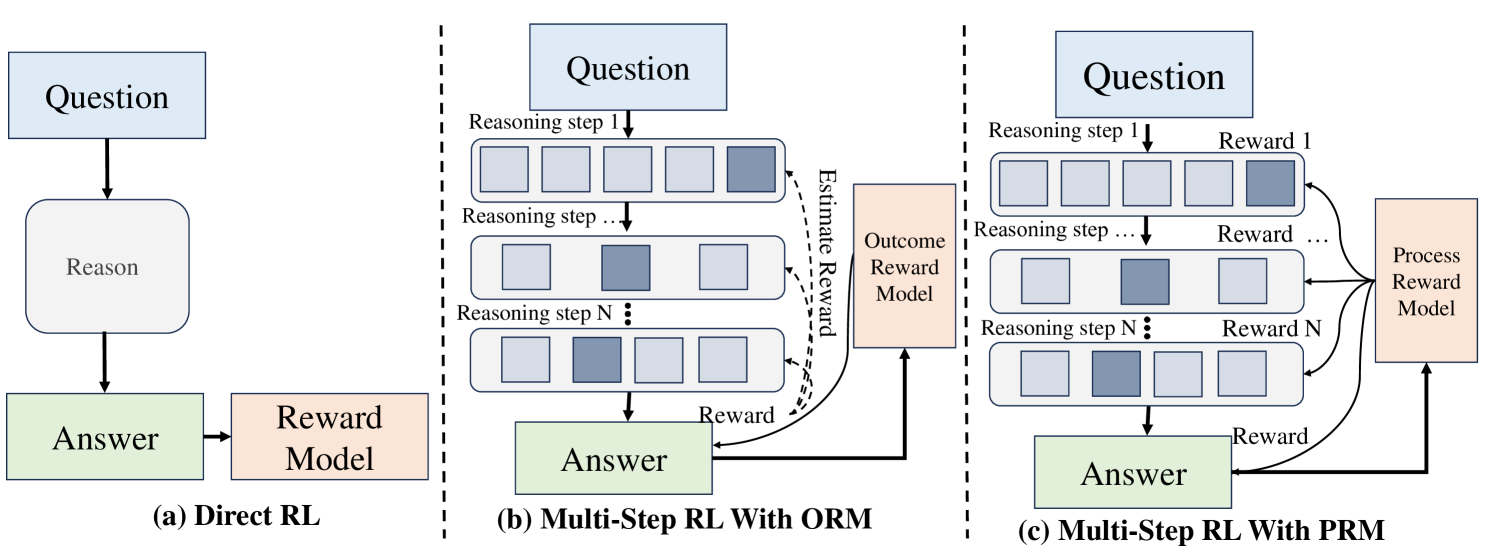 Question
Reason
Answer
Reward
Model
(a) Direct RL
Question
Reasoning step 1
Reasoning step …
Reasoning step N
Estimate Reward
Outcome
Reward
Model
Reward
Answer
(b) Multi-Step RL With ORM
Question
Reasoning step 1
Reward 1
Reasoning step …
Reward …
Reasoning step N
Reward N
Process
Reward
Model
Reward
Answer
(c) Multi-Step RL With PRM